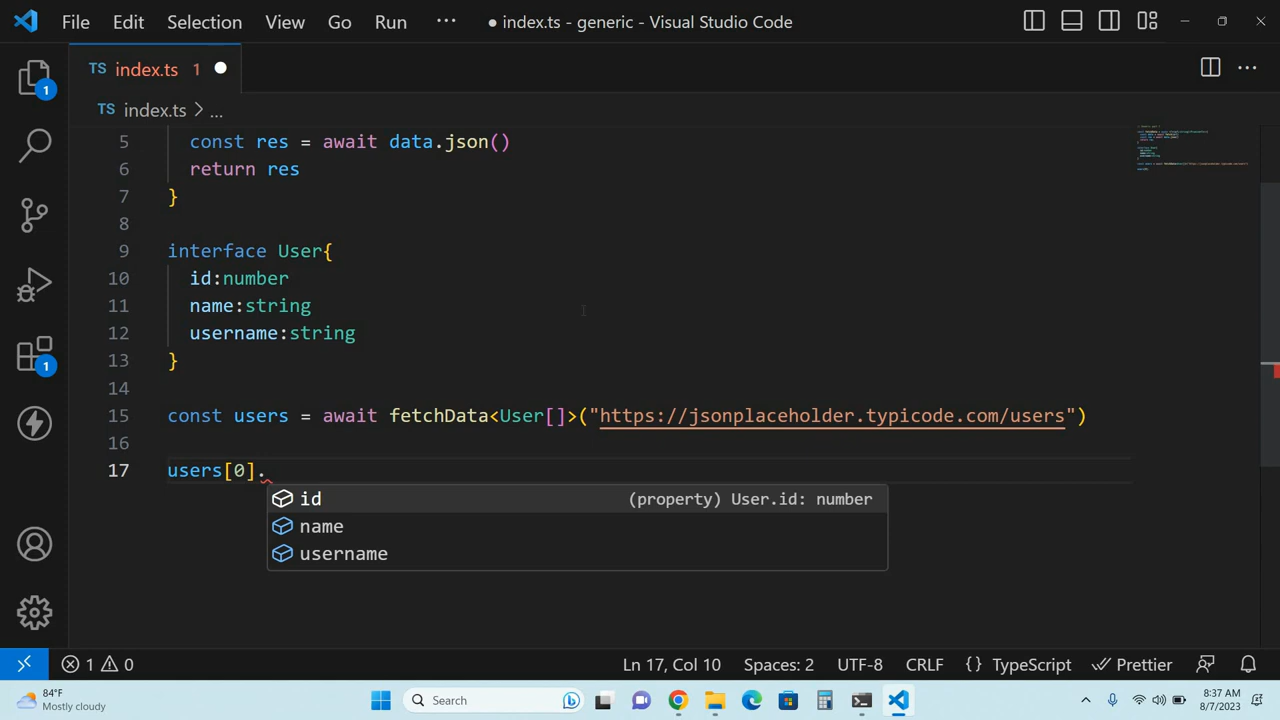 File Edit Selection View Go Run ··· ● index.ts - generic - Visual Studio Code
TS index.ts 1 ●
TS index.ts > ...
5 const res = await data.json()
6 return res
7 }
8
9 interface User{
10 id:number
11 name:string
12 username:string
13 }
14
15 const users = await fetchData<User[]>("https://jsonplaceholder.typicode.com/users")
16
17 users[0].
id (property) User.id: number
name
username
1
1
1 0 Ln 17, Col 10 Spaces: 2 UTF-8 CRLF {} TypeScript Prettier
84°F
Mostly cloudy
Search
8:37 AM
8/7/2023